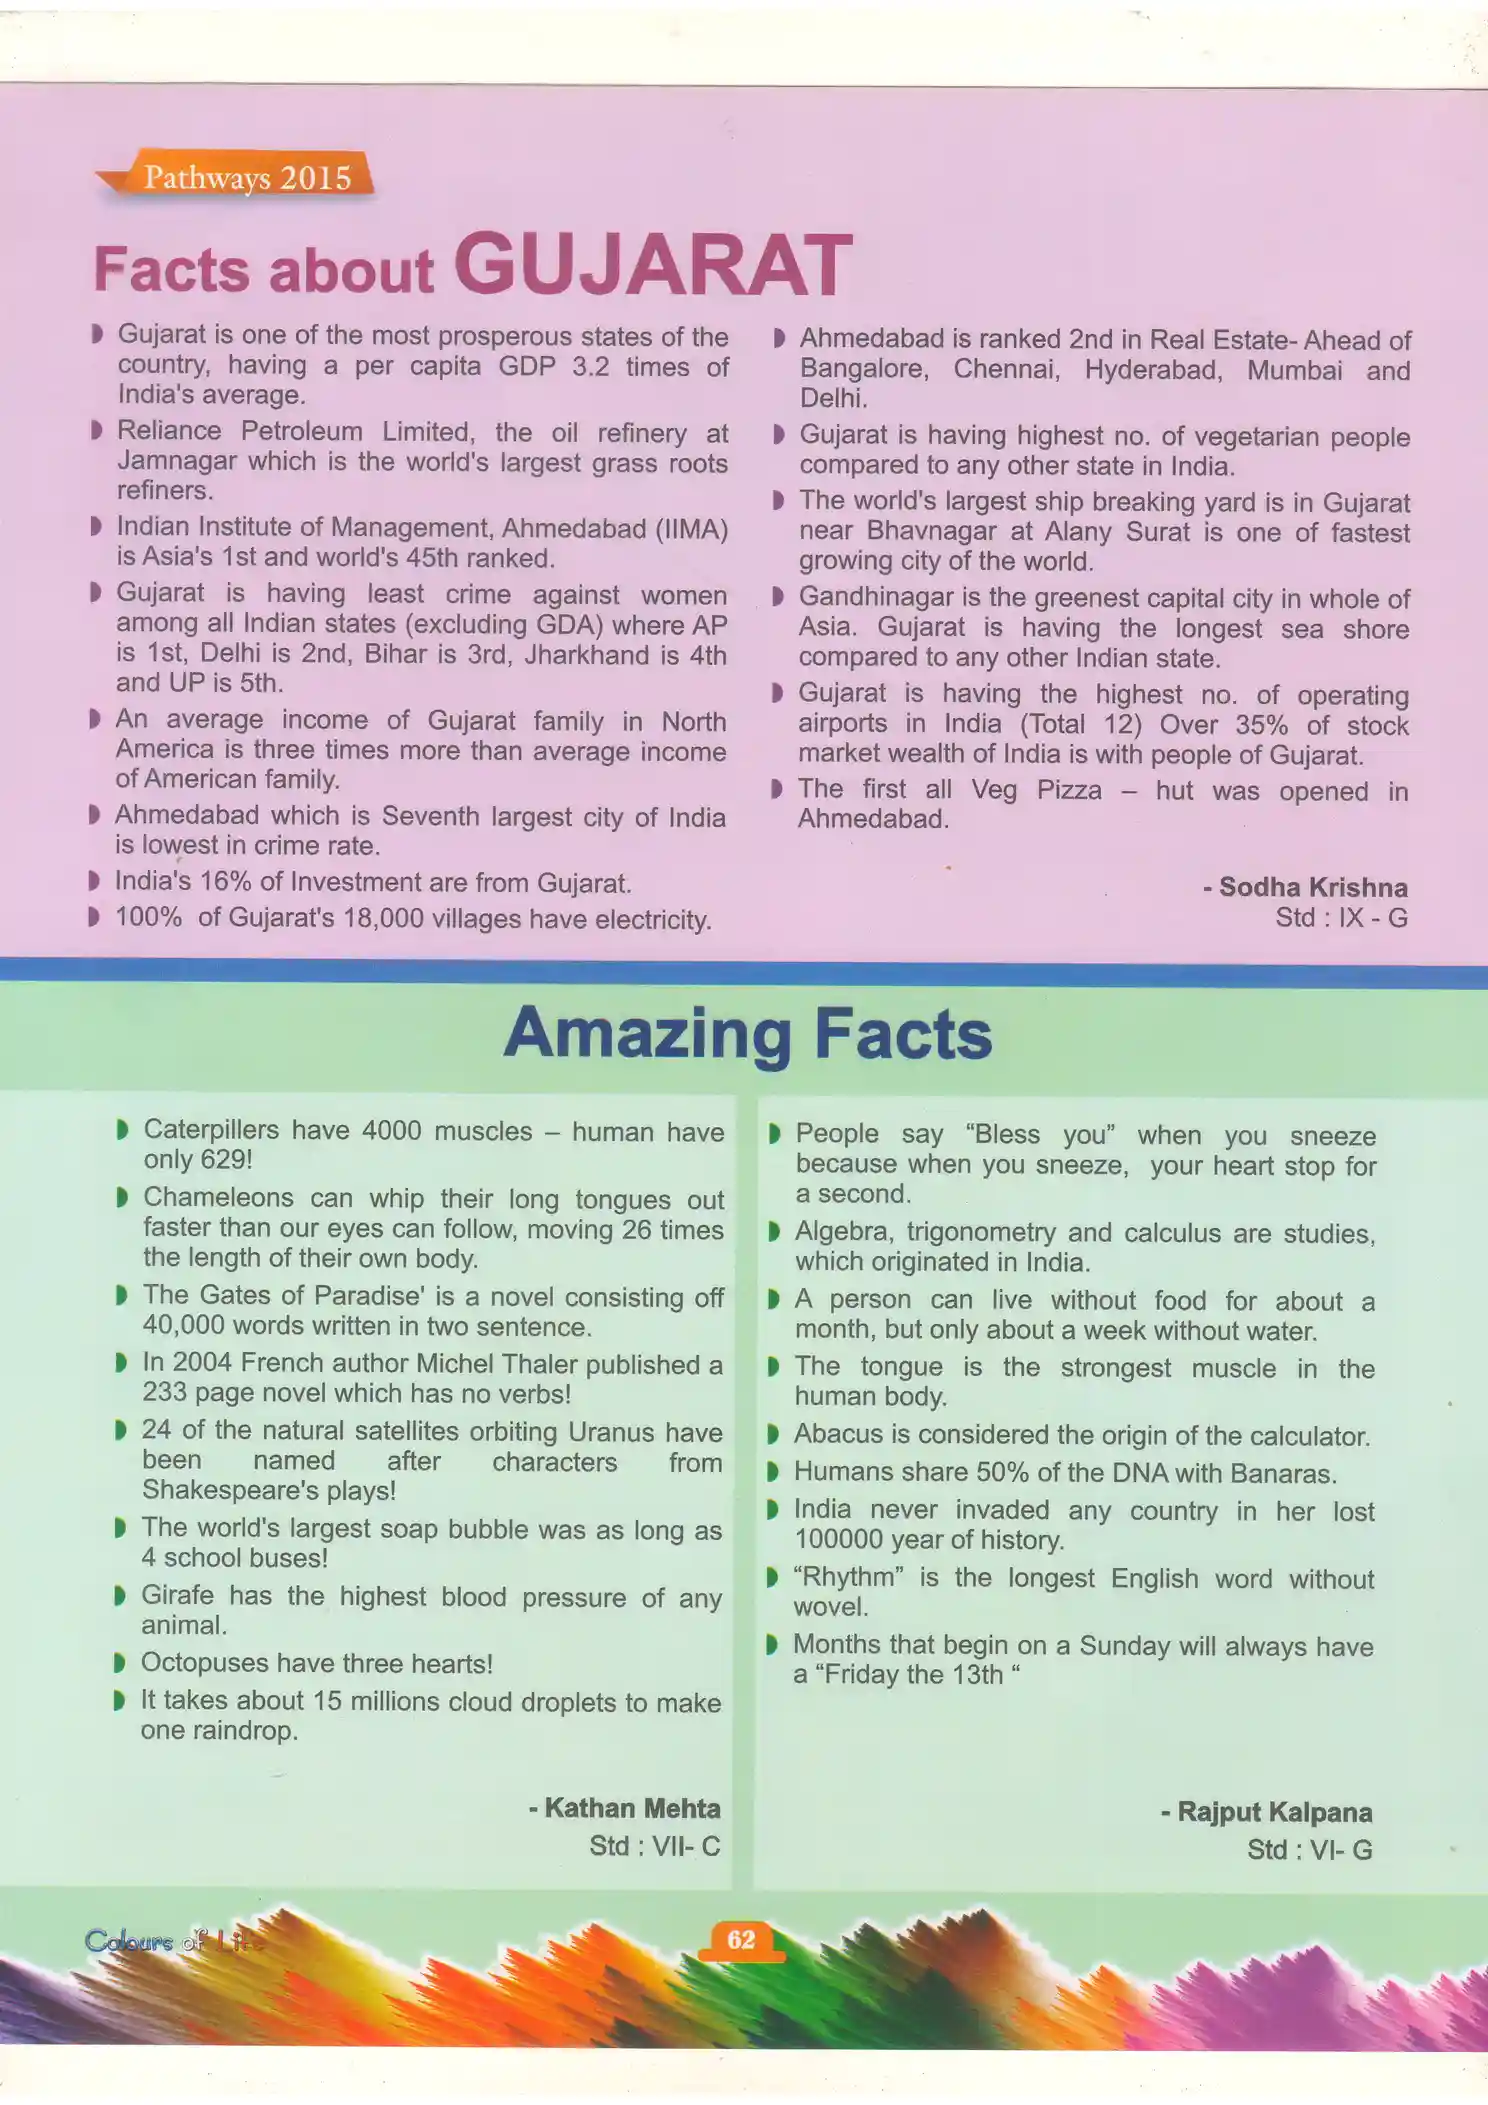 Pathways 2015
Facts about GUJARAT
Gujarat is one of the most prosperous states of the
country, having a per capita GDP 3.2 times of
India's average.
Reliance Petroleum Limited, the oil refinery at
Jamnagar which is the world's largest grass roots
refiners.
Indian Institute of Management, Ahmedabad (IIMA)
is Asia's 1st and world's 45th ranked.
Gujarat is having least crime against women
among all Indian states (excluding GDA) where AP
is 1st, Delhi is 2nd, Bihar is 3rd, Jharkhand is 4th
and UP is 5th.
An average income of Gujarat family in North
America is three times more than average income
of American family.
Ahmedabad which is Seventh largest city of India
is lowest in crime rate.
India's 16% of Investment are from Gujarat.
100% of Gujarat's 18,000 villages have electricity.
Ahmedabad is ranked 2nd in Real Estate- Ahead of
Bangalore, Chennai, Hyderabad, Mumbai and
Delhi.
Gujarat is having highest no. of vegetarian people
compared to any other state in India.
The world's largest ship breaking yard is in Gujarat
near Bhavnagar at Alany Surat is one of fastest
growing city of the world.
Gandhinagar is the greenest capital city in whole of
Asia. Gujarat is having the longest sea shore
compared to any other Indian state.
Gujarat is having the highest no. of operating
airports in India (Total 12) Over 35% of stock
market wealth of India is with people of Gujarat.
The first all Veg Pizza – hut was opened in
Ahmedabad.
- Sodha Krishna
Std : IX - G
Amazing Facts
Caterpillers have 4000 muscles – human have
only 629!
Chameleons can whip their long tongues out
faster than our eyes can follow, moving 26 times
the length of their own body.
The Gates of Paradise' is a novel consisting off
40,000 words written in two sentence.
In 2004 French author Michel Thaler published a
233 page novel which has no verbs!
24 of the natural satellites orbiting Uranus have
been named after characters from
Shakespeare's plays!
The world's largest soap bubble was as long as
4 school buses!
Girafe has the highest blood pressure of any
animal.
Octopuses have three hearts!
It takes about 15 millions cloud droplets to make
one raindrop.
- Kathan Mehta
Std : VII- C
People say “Bless you” when you sneeze
because when you sneeze, your heart stop for
a second.
Algebra, trigonometry and calculus are studies,
which originated in India.
A person can live without food for about a
month, but only about a week without water.
The tongue is the strongest muscle in the
human body.
Abacus is considered the origin of the calculator.
Humans share 50% of the DNA with Banaras.
India never invaded any country in her lost
100000 year of history.
“Rhythm” is the longest English word without
wovel.
Months that begin on a Sunday will always have
a “Friday the 13th “
- Rajput Kalpana
Std : VI- G
Colours of Life
62